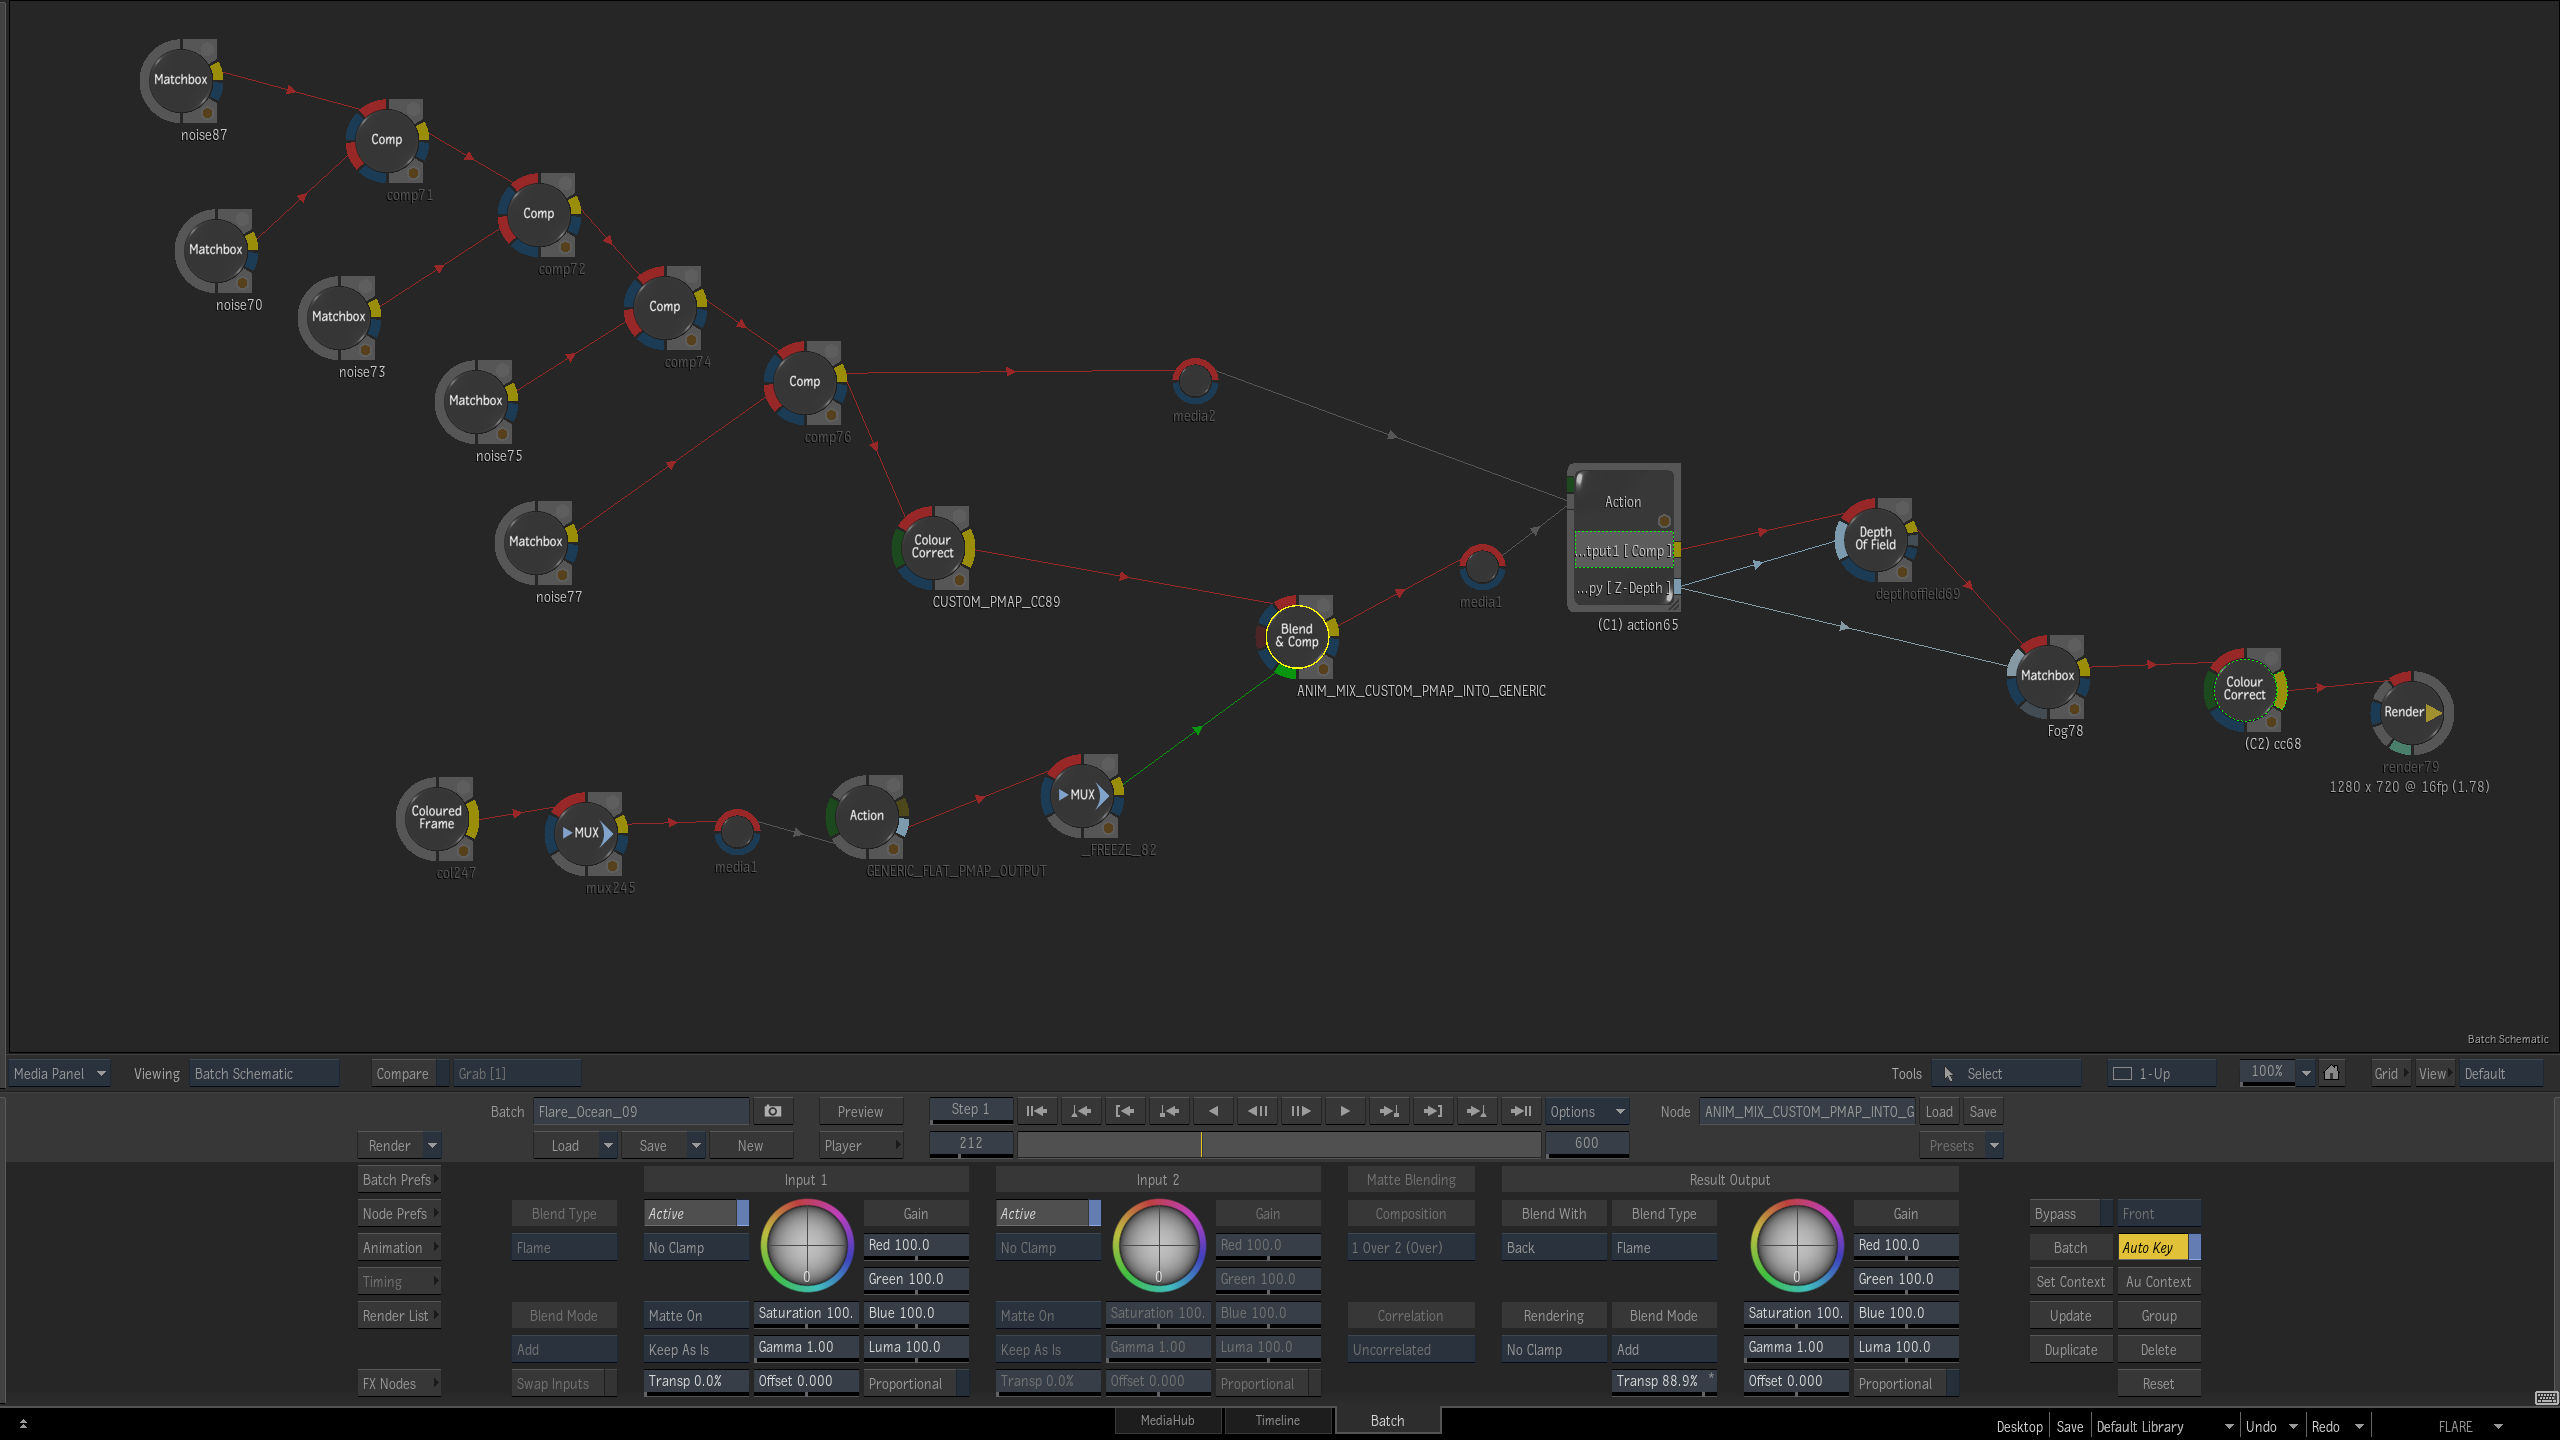 Matchbox
noise87
Comp
comp71
Comp
comp72
Matchbox
noise70
Matchbox
noise73
Comp
comp74
Comp
comp76
media2
Matchbox
noise75
Matchbox
noise77
Colour
Correct
CUSTOM_PMAP_CC89
Action
...tput1 [ Comp ]
...py [ Z-Depth ]
(C1) action65
Depth
Of Field
depthoffield69
media1
Blend
& Comp
ANIM_MIX_CUSTOM_PMAP_INTO_GENERIC
Matchbox
Fog78
Colour
Correct
(C2) cc68
Render
render79
1280 x 720 @ 16fp (1.78)
Coloured
Frame
col247
MUX
mux245
media1
Action
GENERIC_FLAT_PMAP_OUTPUT
MUX
_FREEZE_82
Batch Schematic
Media Panel Viewing Batch Schematic Compare Grab [1] Tools Select 1-Up 100% Grid View Default
Batch Flare_Ocean_09 Preview Step 1 Options Node ANIM_MIX_CUSTOM_PMAP_INTO_G Load Save
Render Load Save New Player 212 600 Presets
Batch Prefs Input 1 Input 2 Matte Blending Result Output
Node Prefs Blend Type Active Gain Active Gain Composition Blend With Blend Type Gain Bypass Front
Animation Flame No Clamp Red 100.0 No Clamp Red 100.0 1 Over 2 (Over) Back Flame Red 100.0 Batch Auto Key
0 0 0
Timing Green 100.0 Green 100.0 Green 100.0 Set Context Au Context
Render List Blend Mode Matte On Saturation 100. Blue 100.0 Matte On Saturation 100. Blue 100.0 Correlation Rendering Blend Mode Saturation 100. Blue 100.0 Update Group
Add Keep As Is Gamma 1.00 Luma 100.0 Keep As Is Gamma 1.00 Luma 100.0 Uncorrelated No Clamp Add Gamma 1.00 Luma 100.0 Duplicate Delete
FX Nodes Swap Inputs Transp 0.0% Offset 0.000 Proportional Transp 0.0% Offset 0.000 Proportional Transp 88.9% * Offset 0.000 Proportional Reset
MediaHub Timeline Batch Desktop Save Default Library Undo Redo FLARE